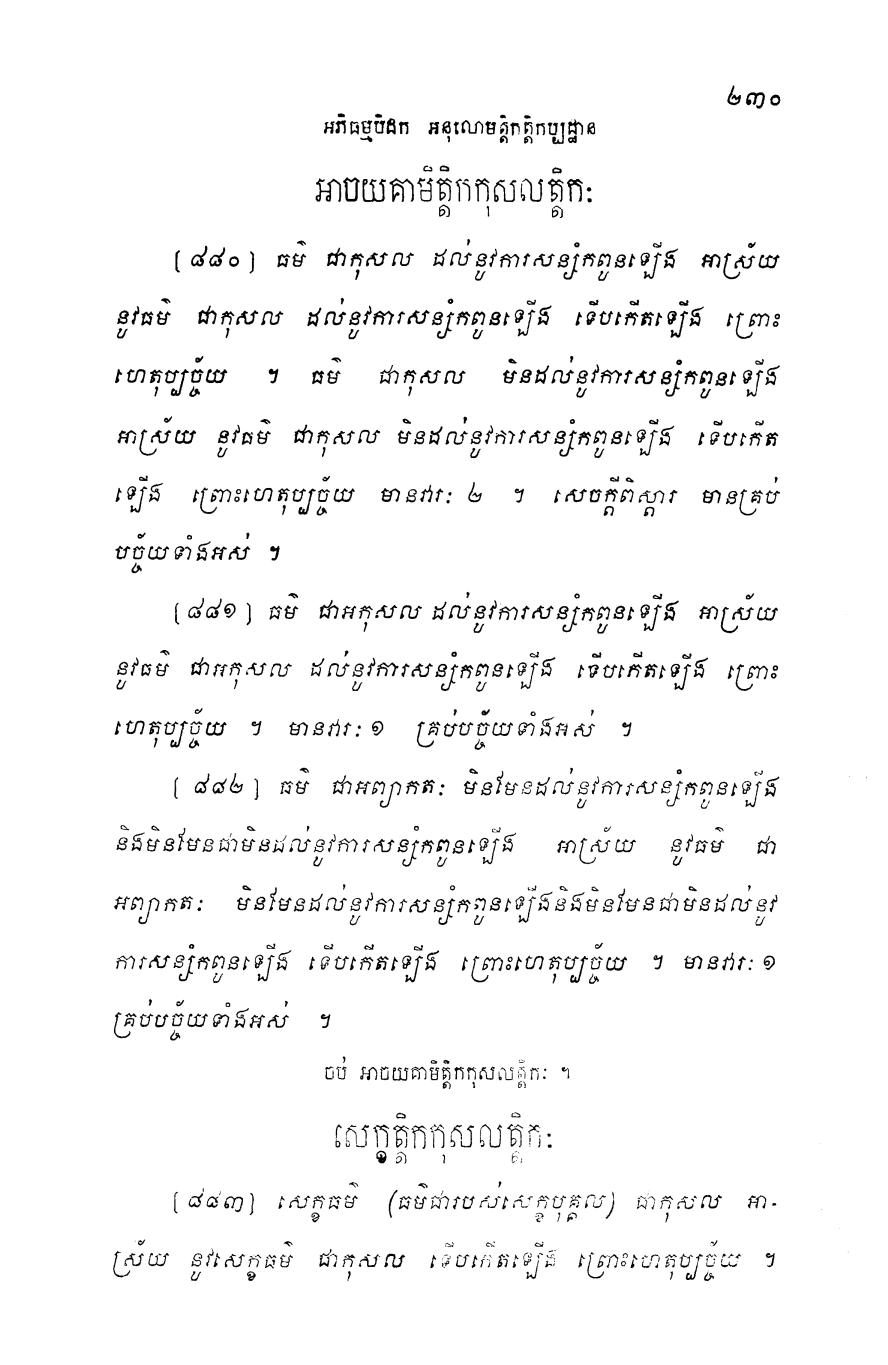 ២៣០
អភិធម្មបិដក អនុលោមត្តិកត្តិកប្បដ្ឋាន
អាចយគាមិត្តិកកុសលត្តិកៈ
(៨៨០) ធម៌ ជាកុសល ដល់នូវការសន្សំកពូនឡើង អាស្រ័យ
នូវធម៌ ជាកុសល ដល់នូវការសន្សំកពូនឡើង ទើបកើតឡើង ព្រោះ
ហេតុប្បច្ច័យ ។ ធម៌ ជាកុសល មិនដល់នូវការសន្សំកពូនឡើង
អាស្រ័យ នូវធម៌ ជាកុសល មិនដល់នូវការសន្សំកពូនឡើង ទើបកើត
ឡើង ព្រោះហេតុប្បច្ច័យ មានវារៈ ២ ។ សេចក្តីពិស្តារ មានគ្រប់
បច្ច័យទាំងអស់ ។
(៨៨១) ធម៌ ជាអកុសល ដល់នូវការសន្សំកពូនឡើង អាស្រ័យ
នូវធម៌ ជាអកុសល ដល់នូវការសន្សំកពូនឡើង ទើបកើតឡើង ព្រោះ
ហេតុប្បច្ច័យ ។ មានវារៈ ១ គ្រប់បច្ច័យទាំងអស់ ។
(៨៨២) ធម៌ ជាអព្យាកតៈ មិនមែនដល់នូវការសន្សំកពូនឡើង
និងមិនមែនជាមិនដល់នូវការសន្សំកពូនឡើង អាស្រ័យ នូវធម៌ ជា
អព្យាកតៈ មិនមែនដល់នូវការសន្សំកពូនឡើងនិងមិនមែនជាមិនដល់នូវ
ការសន្សំកពូនឡើង ទើបកើតឡើង ព្រោះហេតុប្បច្ច័យ ។ មានវារៈ ១
គ្រប់បច្ច័យទាំងអស់ ។
ចប់ អាចយគាមិត្តិកកុសលត្តិកៈ ។
សេក្ខត្តិកកុសលត្តិកៈ
(៨៨៣) សេក្ខធម៌ (ធម៌ជារបស់សេក្ខបុគ្គល) ជាកុសល អា-
ស្រ័យ នូវសេក្ខធម៌ ជាកុសល ទើបកើតឡើង ព្រោះហេតុប្បច្ច័យ ។